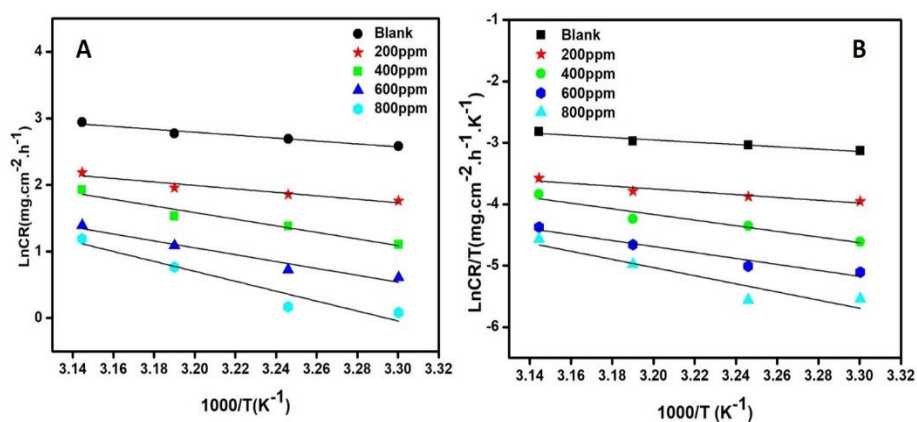 A
Blank
200ppm
400ppm
600ppm
800ppm
4
3
2
1
0
LnCR(mg.cm-2.h-1)
3.14 3.16 3.18 3.20 3.22 3.24 3.26 3.28 3.30 3.32
1000/T(K-1)
B
Blank
200ppm
400ppm
600ppm
800ppm
-1
-2
-3
-4
-5
-6
LnCR/T(mg.cm-2.h-1.K-1)
3.14 3.16 3.18 3.20 3.22 3.24 3.26 3.28 3.30 3.32
1000/T (K-1)